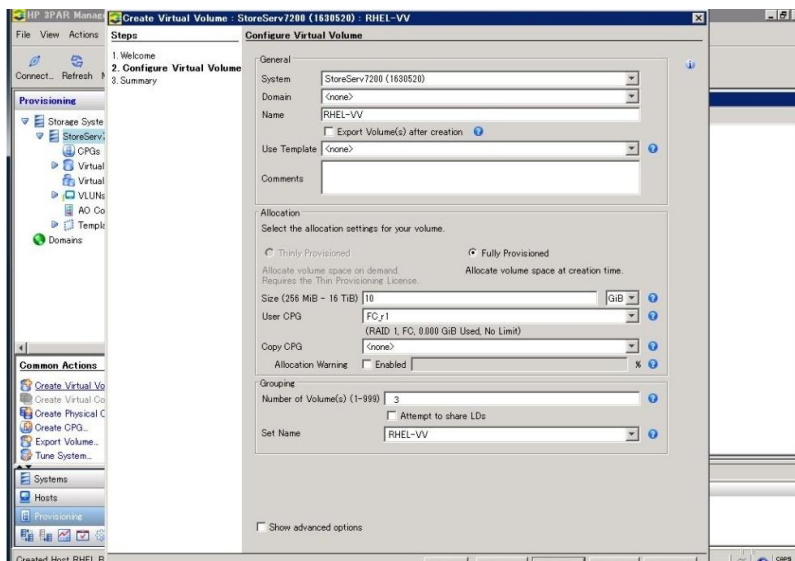 HP 3PAR Manag
Create Virtual Volume : StoreServ7200 (1630520) : RHEL-VV
File View Actions
Connect... Refresh
Provisioning
Storage Syste
StoreServ7
CPGs
Virtual
Virtual
VLUNs
AO Co
Templa
Domains
Common Actions
Create Virtual Vo
Create Virtual Co
Create Physical C
Create CPG...
Export Volume...
Tune System...
Systems
Hosts
Provisioning
Created Host RHEL
Steps
1. Welcome
2. Configure Virtual Volume
3. Summary
Configure Virtual Volume
General
System StoreServ7200 (1630520)
Domain <none>
Name RHEL-VV
Export Volume(s) after creation
Use Template <none>
Comments
Allocation
Select the allocation settings for your volume.
Thinly Provisioned Fully Provisioned
Allocate volume space on demand. Allocate volume space at creation time.
Requires the Thin Provisioning License.
Size (256 MiB - 16 TiB) 10 GiB
User CPG FC_r1
(RAID 1, FC, 0.000 GiB Used, No Limit)
Copy CPG <none>
Allocation Warning Enabled %
Grouping
Number of Volume(s) (1-999) 3
Attempt to share LDs
Set Name RHEL-VV
Show advanced options
CAPS